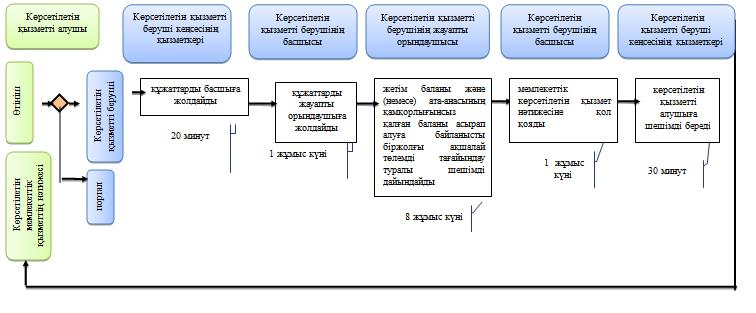 Көрсетілетін
қызметті алушы
Көрсетілетін қызметті
беруші кеңсесінің
қызметкері
Көрсетілетін
қызмет берушінің
басшысы
Көрсетілетін қызметті
берушінің жауапты
орындаушысы
Көрсетілетін
қызметті берушінің
басшысы
Көрсетілетін
қызметті беруші
кеңсесінің қызметкері
Өтініш
Көрсетілетін
қызметті беруші
портал
Көрсетілетін
мемлекеттік
қызметтің нәтижесі
құжаттарды басшыға
жолдайды
20 минут
құжаттарды
жауапты
орындаушыға
жолдайды
1 жұмыс күні
жетім баланы және
(немесе) ата-анасының
қамқорлығынсыз
қалған баланы асырап
алуға байланысты
біржолғы ақшалай
төлемді тағайындау
туралы шешімді
дайындайды
8 жұмыс күні
мемлекеттік
көрсетілетін қызмет
нәтижесіне қол
қояды
1 жұмыс
күні
көрсетілетін
қызметті
алушыға
шешімді береді
30 минут